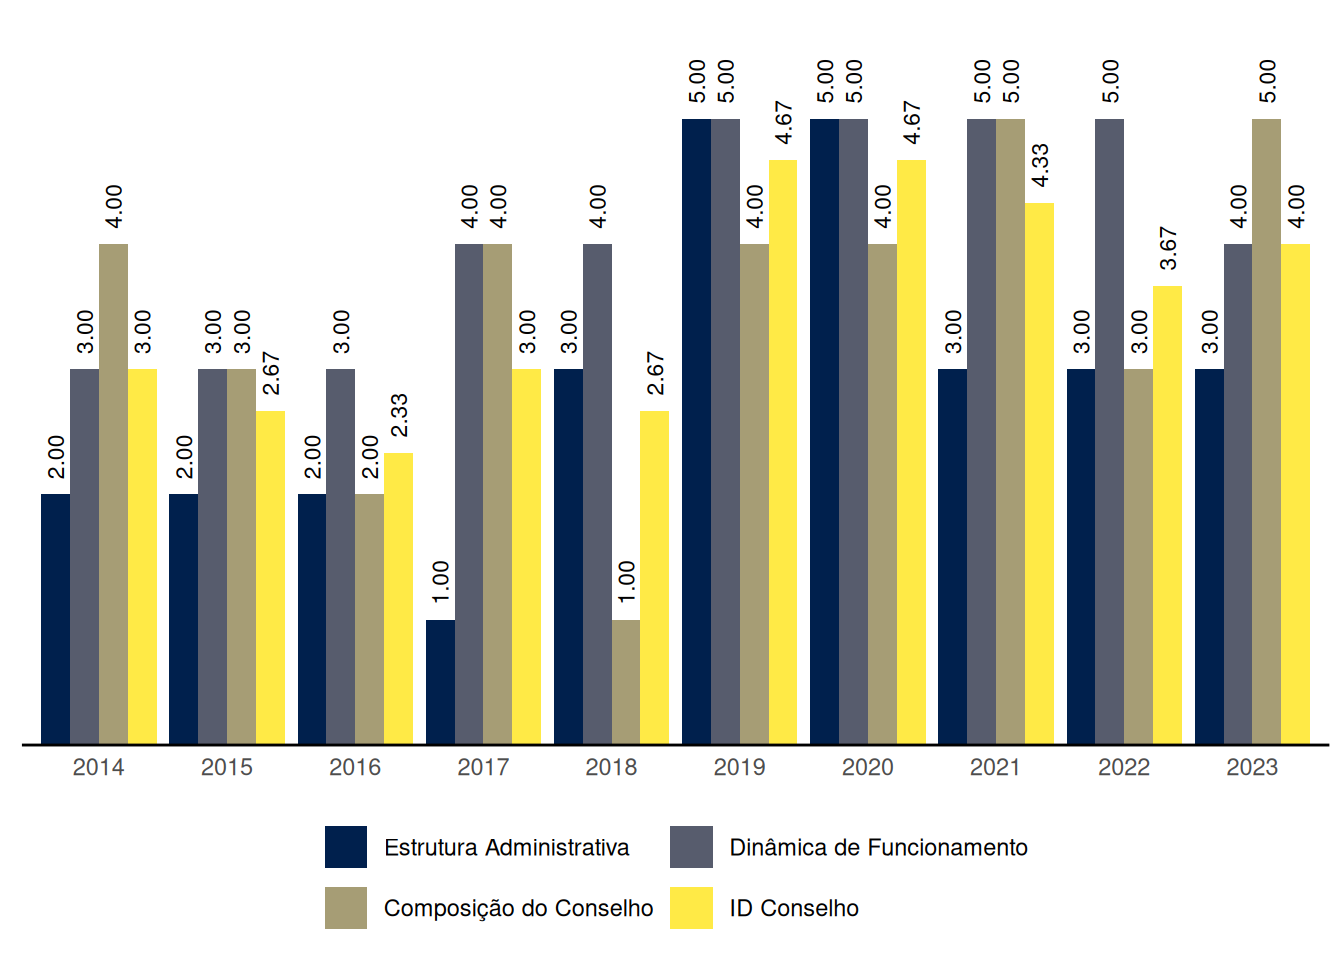 2.00 3.00 4.00 3.00
2.00 3.00 3.00 2.67
2.00 3.00 2.00 2.33
1.00 4.00 4.00 3.00
3.00 4.00 1.00 2.67
5.00 5.00 4.00 4.67
5.00 5.00 4.00 4.67
3.00 5.00 5.00 4.33
3.00 5.00 3.00 3.67
3.00 4.00 5.00 4.00
2014 2015 2016 2017 2018 2019 2020 2021 2022 2023
Estrutura Administrativa Dinâmica de Funcionamento
Composição do Conselho ID Conselho